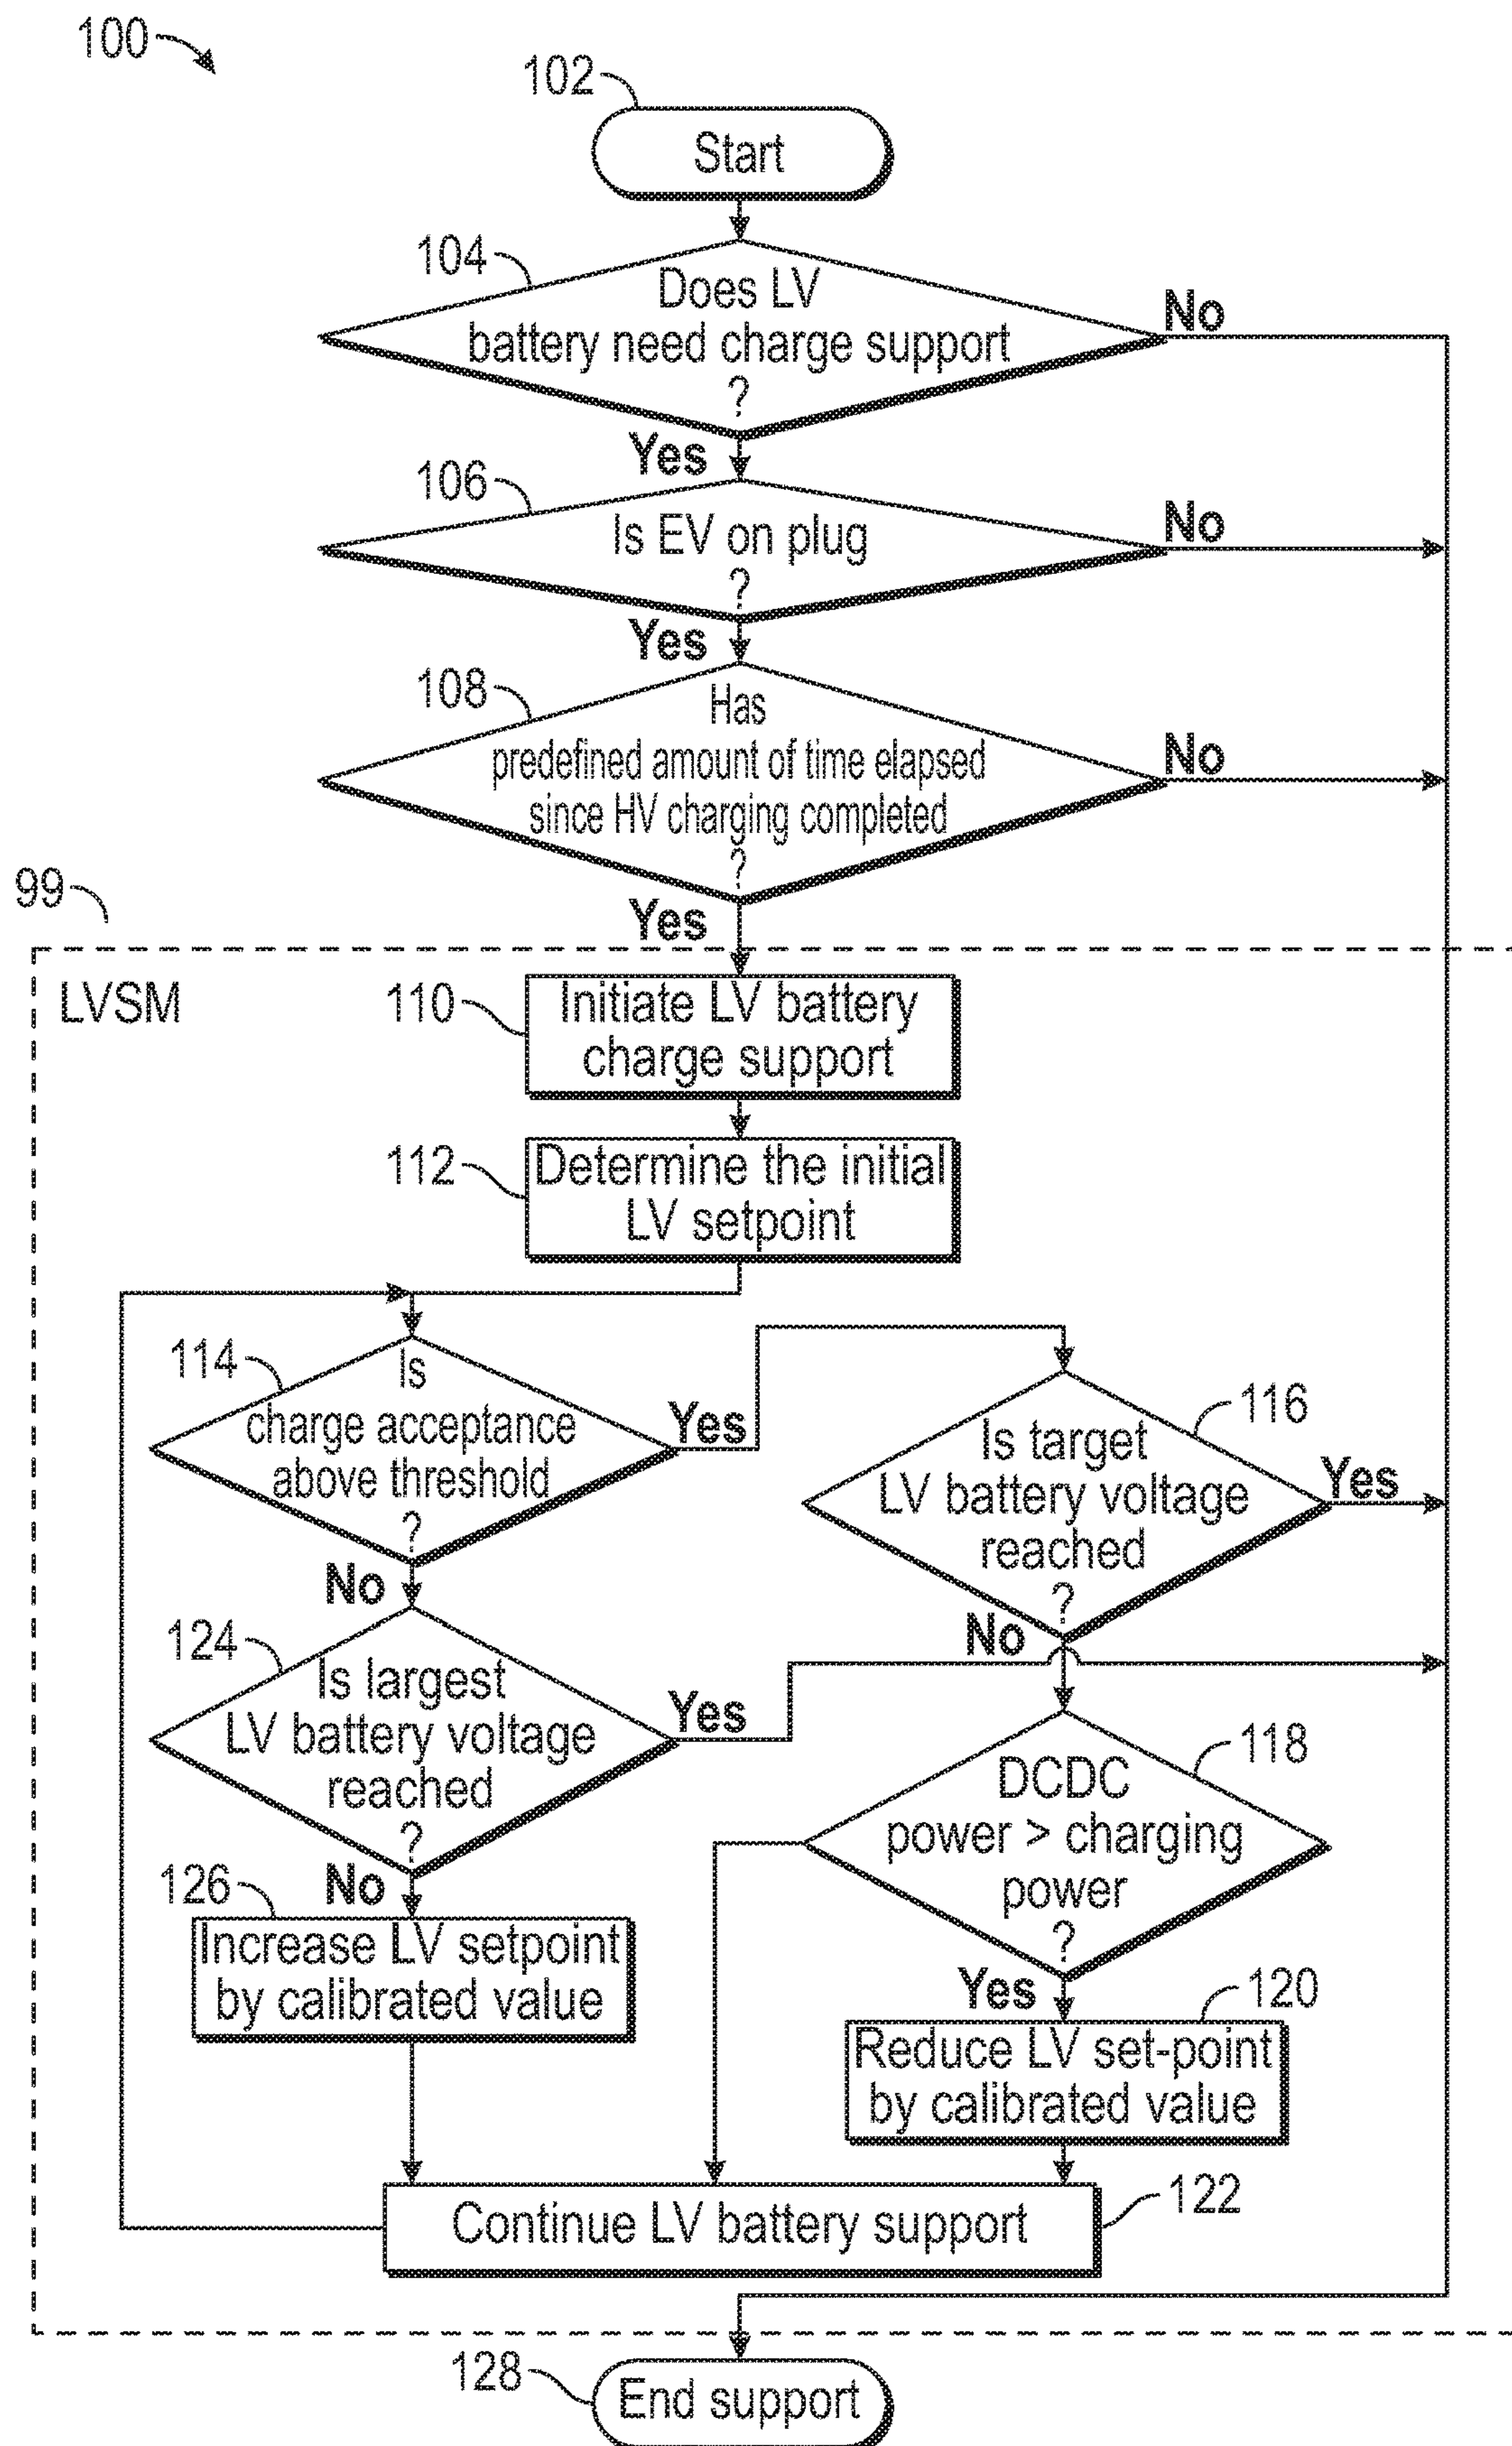 100
102
Start
104
Does LV
battery need charge support
?
No
Yes
106
Is EV on plug
?
No
Yes
108
Has
predefined amount of time elapsed
since HV charging completed
?
No
Yes
99
LVSM
110
Initiate LV battery
charge support
112
Determine the initial
LV setpoint
114
Is
charge acceptance
above threshold
?
Yes
No
116
Is target
LV battery voltage
reached
?
Yes
No
124
Is largest
LV battery voltage
reached
?
Yes
No
118
DCDC
power > charging
power
?
Yes
126
Increase LV setpoint
by calibrated value
120
Reduce LV set-point
by calibrated value
122
Continue LV battery support
128
End support